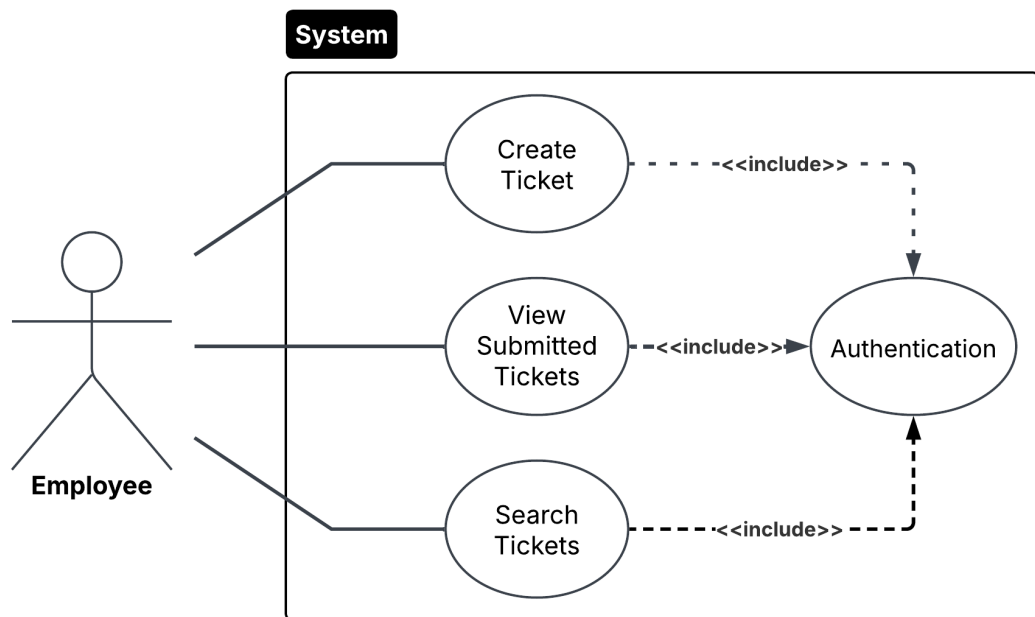 System
Create
Ticket
<<include>>
View
Submitted
Tickets
<<include>>
Authentication
Employee
Search
Tickets
<<include>>